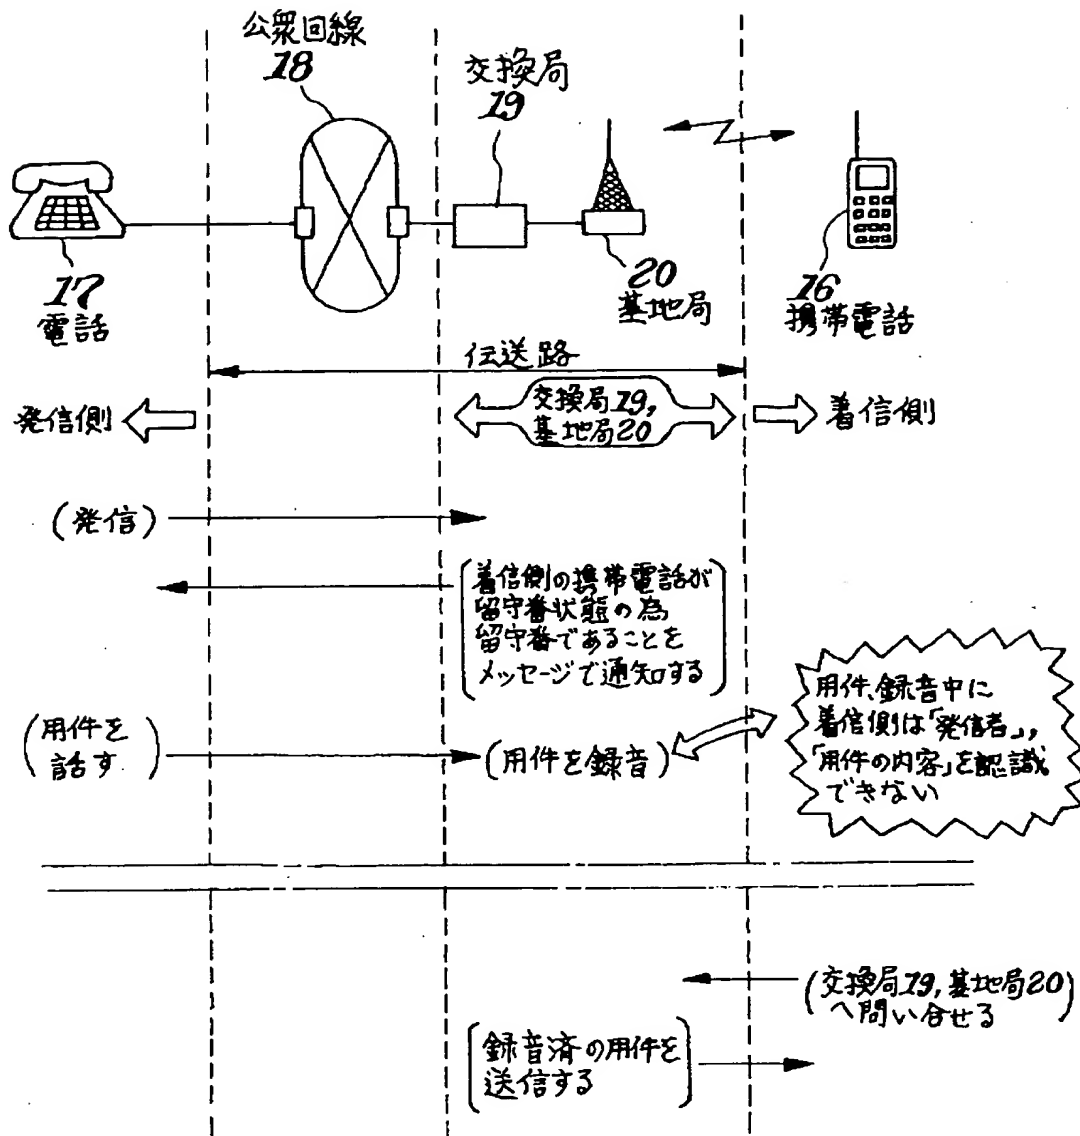 公衆回線
18
交換局
19
17
電話
20
基地局
16
携帯電話
伝送路
発信側
交換局19,
基地局20
着信側
(発信)
着信側の携帯電話が
留守番状態の為
留守番であることを
メッセージで通知する
(用件を
話す)
(用件を録音)
用件、録音中に
着信側は「発信者」,
「用件の内容」を認識
できない
(交換局19,基地局20
へ問い合せる)
録音済の用件を
送信する